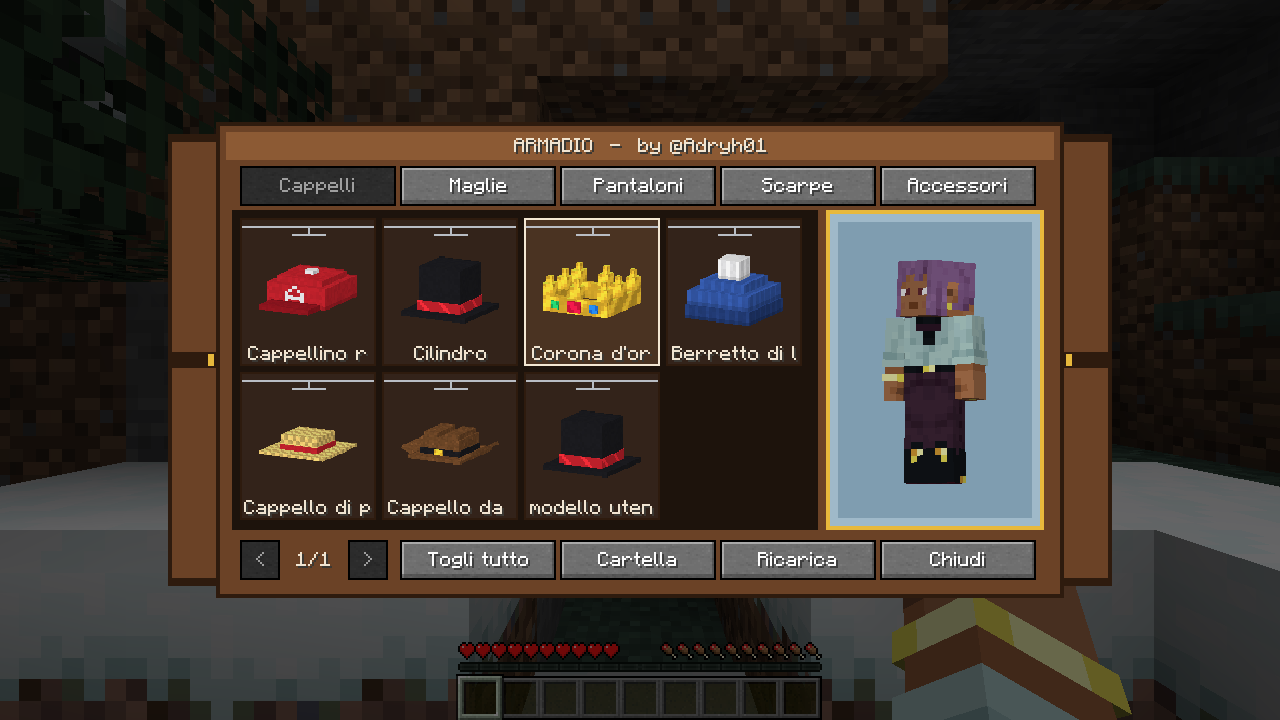 ARMADIO - by @Adryh01
Cappelli Maglie Pantaloni Scarpe Accessori
Cappellino r Cilindro Corona d'or Berretto di l
Cappello di p Cappello da modello uten
< 1/1 > Togli tutto Cartella Ricarica Chiudi